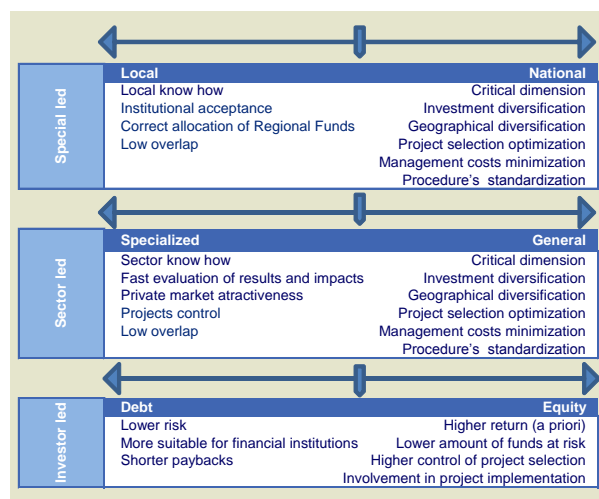 Special led
Local National
Local know how Critical dimension
Institutional acceptance Investment diversification
Correct allocation of Regional Funds Geographical diversification
Low overlap Project selection optimization
Management costs minimization
Procedure's standardization
Sector led
Specialized General
Sector know how Critical dimension
Fast evaluation of results and impacts Investment diversification
Private market atractiveness Geographical diversification
Projects control Project selection optimization
Low overlap Management costs minimization
Procedure's standardization
Investor led
Debt Equity
Lower risk Higher return (a priori)
More suitable for financial institutions Lower amount of funds at risk
Shorter paybacks Higher control of project selection
Involvement in project implementation